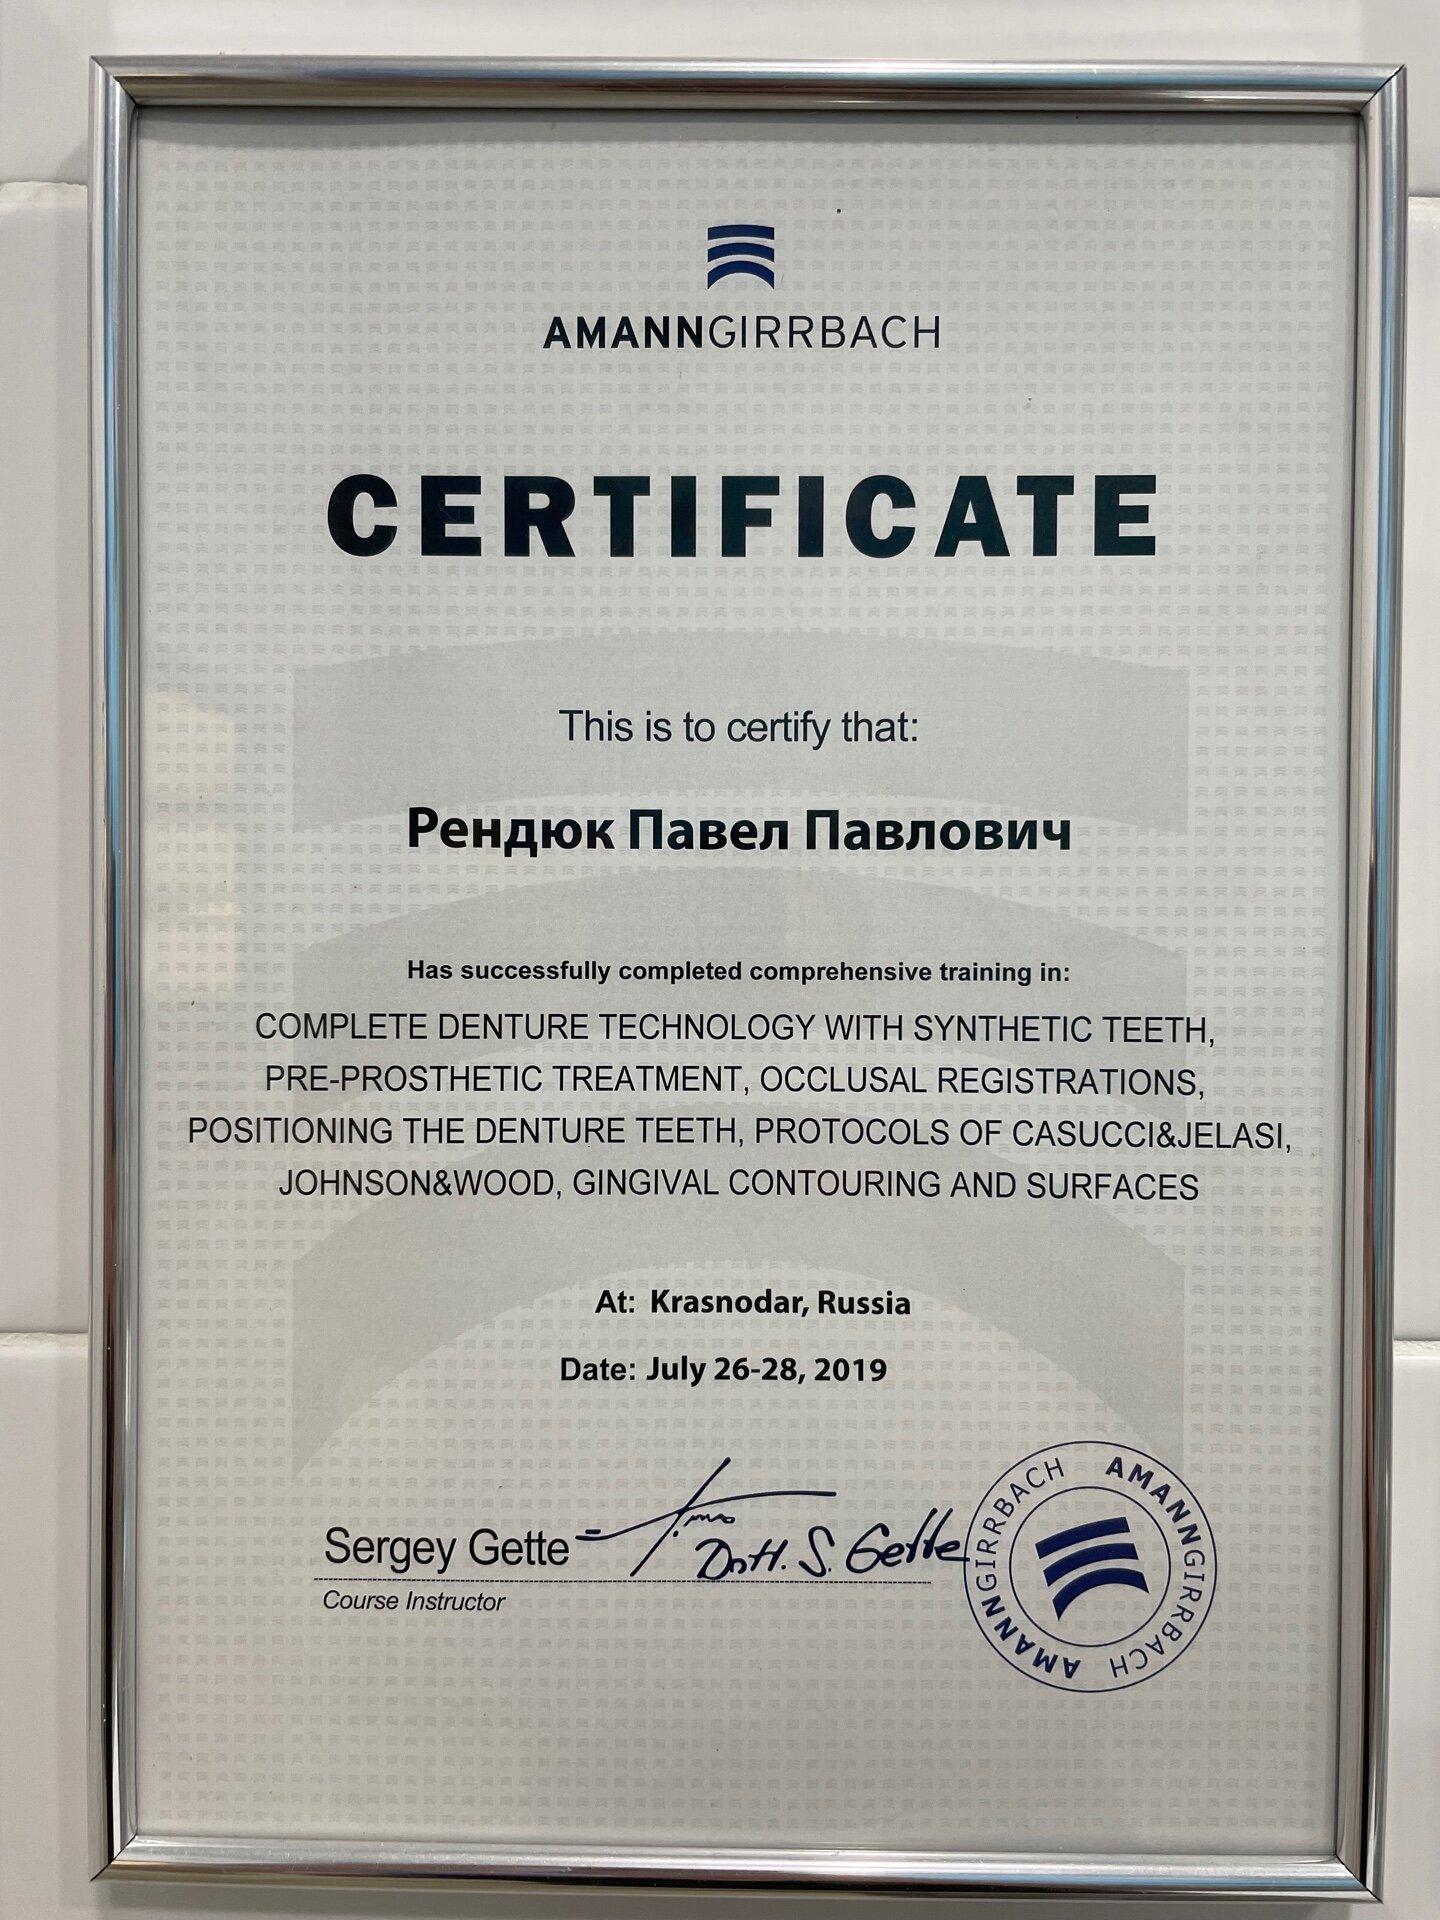 AMANNGIRRBACH
CERTIFICATE
This is to certify that:
Рендюк Павел Павлович
Has successfully completed comprehensive training in:
COMPLETE DENTURE TECHNOLOGY WITH SYNTHETIC TEETH,
PRE-PROSTHETIC TREATMENT, OCCLUSAL REGISTRATIONS,
POSITIONING THE DENTURE TEETH, PROTOCOLS OF CASUCCI&JELASI,
JOHNSON&WOOD, GINGIVAL CONTOURING AND SURFACES
At: Krasnodar, Russia
Date: July 26-28, 2019
Sergey Gette
S. Gette
Course Instructor
AMANNGIRRBACH AMANNGIRRBACH